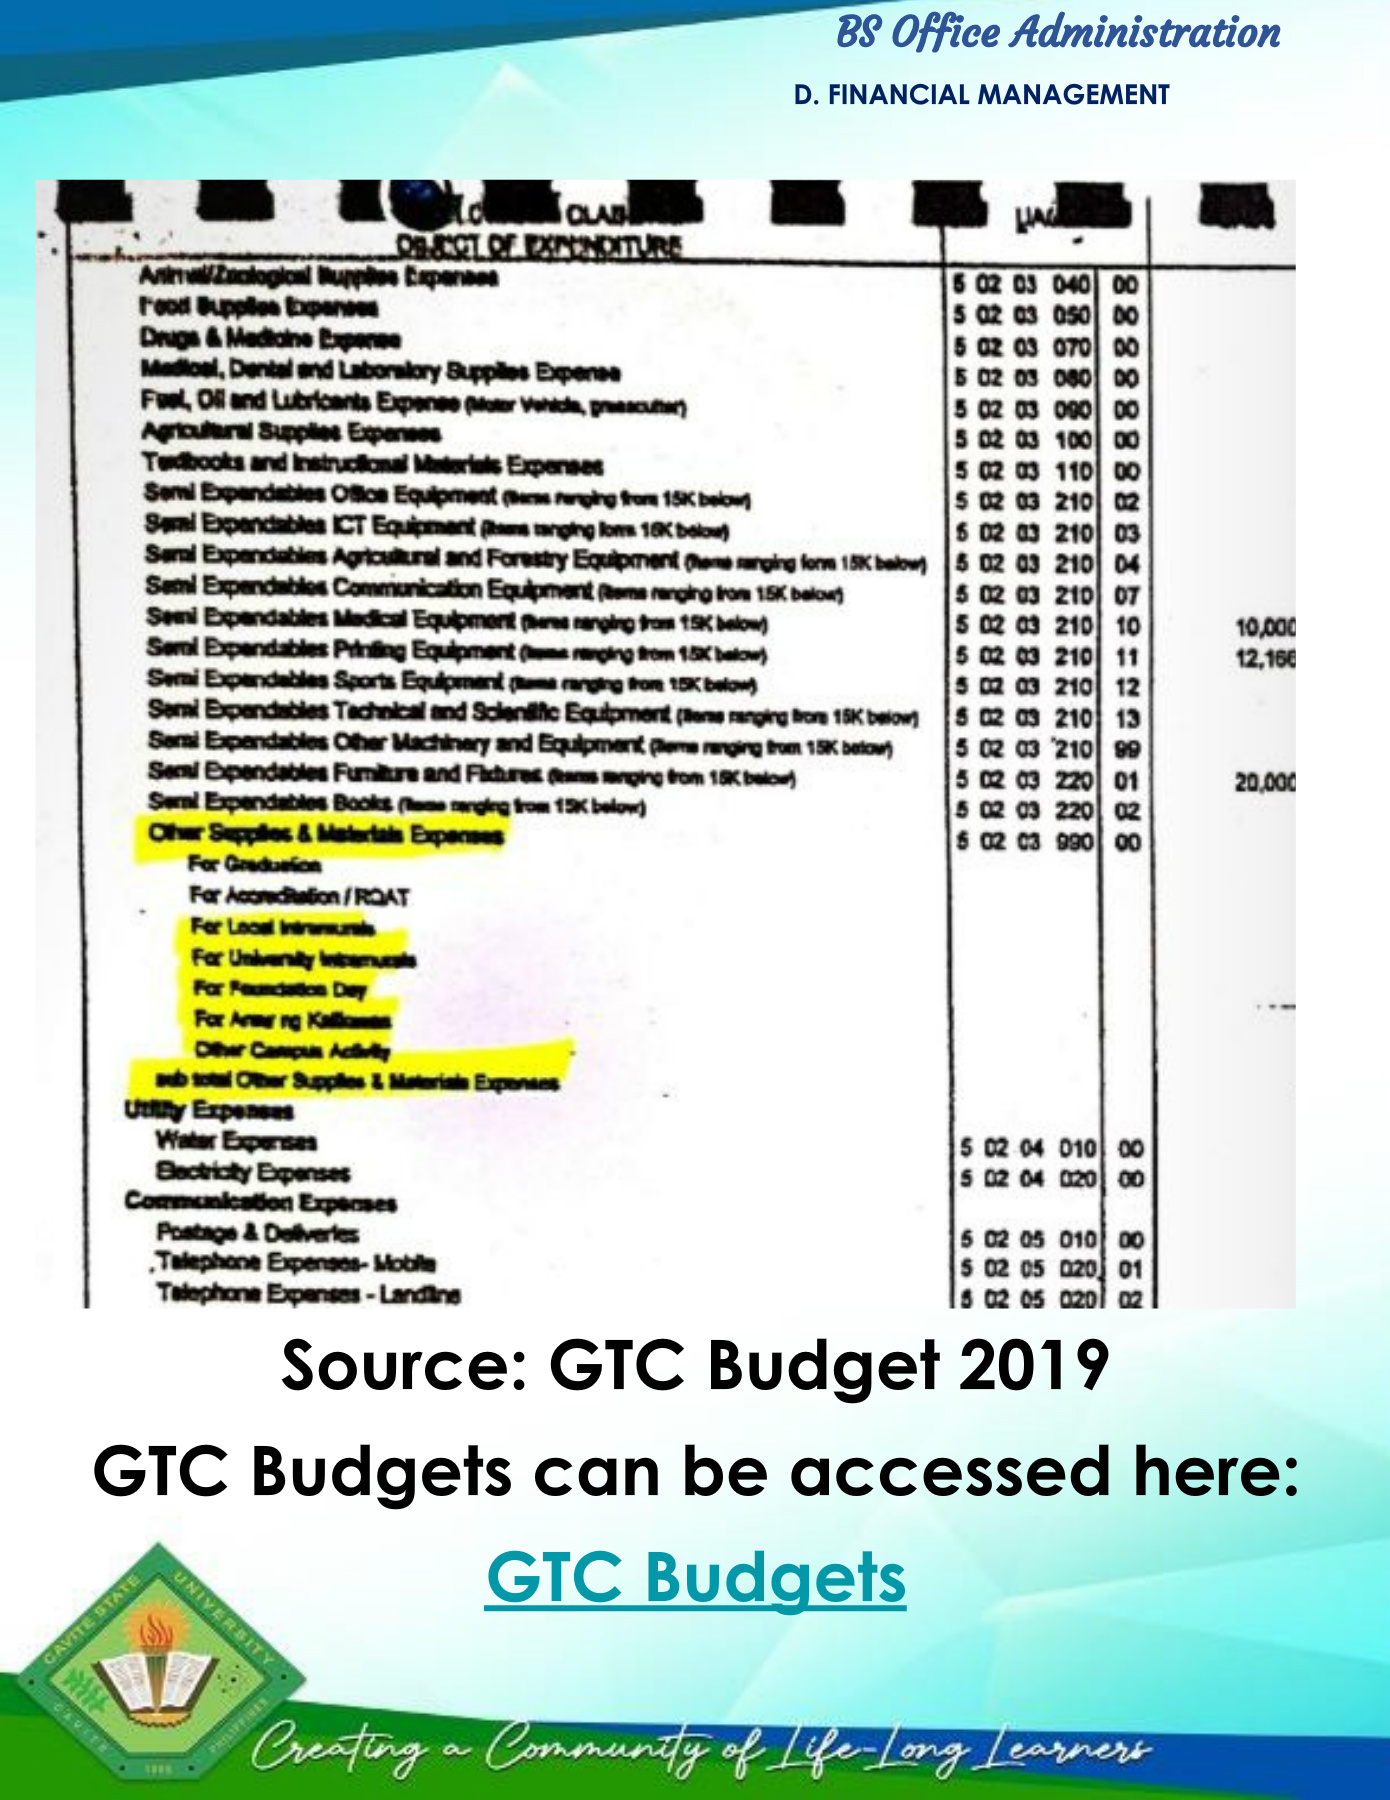 BS Office Administration
D. FINANCIAL MANAGEMENT
OBJECT OF EXPENDITURE
Animal/Zoological Supplies Expenses 5 02 03 040 00
Food Supplies Expenses 5 02 03 050 00
Drugs & Medicine Expense 5 02 03 070 00
Medical, Dental and Laboratory Supplies Expense 5 02 03 080 00
Fuel, Oil and Lubricants Expense (Motor Vehicle, grasscutter) 5 02 03 090 00
Agricultural Supplies Expenses 5 02 03 100 00
Textbooks and Instructional Materials Expenses 5 02 03 110 00
Semi Expendables Office Equipment (items ranging from 15K below) 5 02 03 210 02
Semi Expendables ICT Equipment (items ranging form 15K below) 5 02 03 210 03
Semi Expendables Agricultural and Forestry Equipment (items ranging form 15K below) 5 02 03 210 04
Semi Expendables Communication Equipment (items ranging from 15K below) 5 02 03 210 07
Semi Expendables Medical Equipment (items ranging from 15K below) 5 02 03 210 10 10,000
Semi Expendables Printing Equipment (items ranging from 15K below) 5 02 03 210 11 12,166
Semi Expendables Sports Equipment (items ranging from 15K below) 5 02 03 210 12
Semi Expendables Technical and Scientific Equipment (items ranging from 15K below) 5 02 03 210 13
Semi Expendables Other Machinery and Equipment (items ranging from 15K below) 5 02 03 210 99
Semi Expendables Furniture and Fixtures (items ranging from 15K below) 5 02 03 220 01 20,000
Semi Expendables Books (items ranging from 15K below) 5 02 03 220 02
Other Supplies & Materials Expenses 5 02 03 990 00
For Graduation
For Accreditation / RQAT
For Local Intramurals
For University Intramurals
For Foundation Day
For Araw ng Kalikasan
Other Campus Activity
sub total Other Supplies & Materials Expenses
Utility Expenses
Water Expenses 5 02 04 010 00
Electricity Expenses 5 02 04 020 00
Communication Expenses
Postage & Deliveries 5 02 05 010 00
Telephone Expenses- Mobile 5 02 05 020 01
Telephone Expenses - Landline 5 02 05 020 02
Source: GTC Budget 2019
GTC Budgets can be accessed here:
GTC Budgets
CAVITE STATE UNIVERSITY
CAVITE PHILIPPINES
1906
Creating a Community of Life-Long Learners